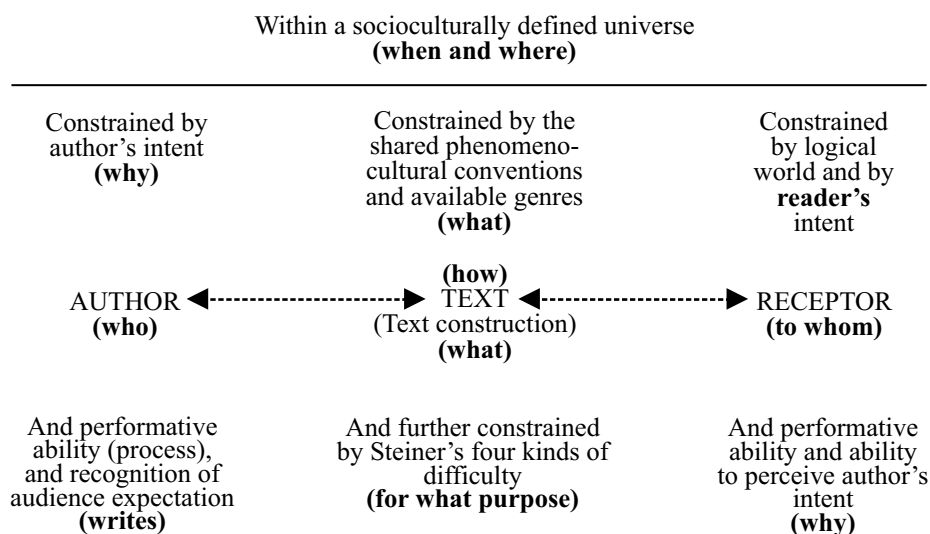 Within a socioculturally defined universe
(when and where)
Constrained by
author's intent
(why)
Constrained by the
shared phenomeno-
cultural conventions
and available genres
(what)
Constrained
by logical
world and by
reader's
intent
AUTHOR
(who)
(how)
TEXT
(Text construction)
(what)
RECEPTOR
(to whom)
And performative
ability (process),
and recognition of
audience expectation
(writes)
And further constrained
by Steiner's four kinds of
difficulty
(for what purpose)
And performative
ability and ability
to perceive author's
intent
(why)